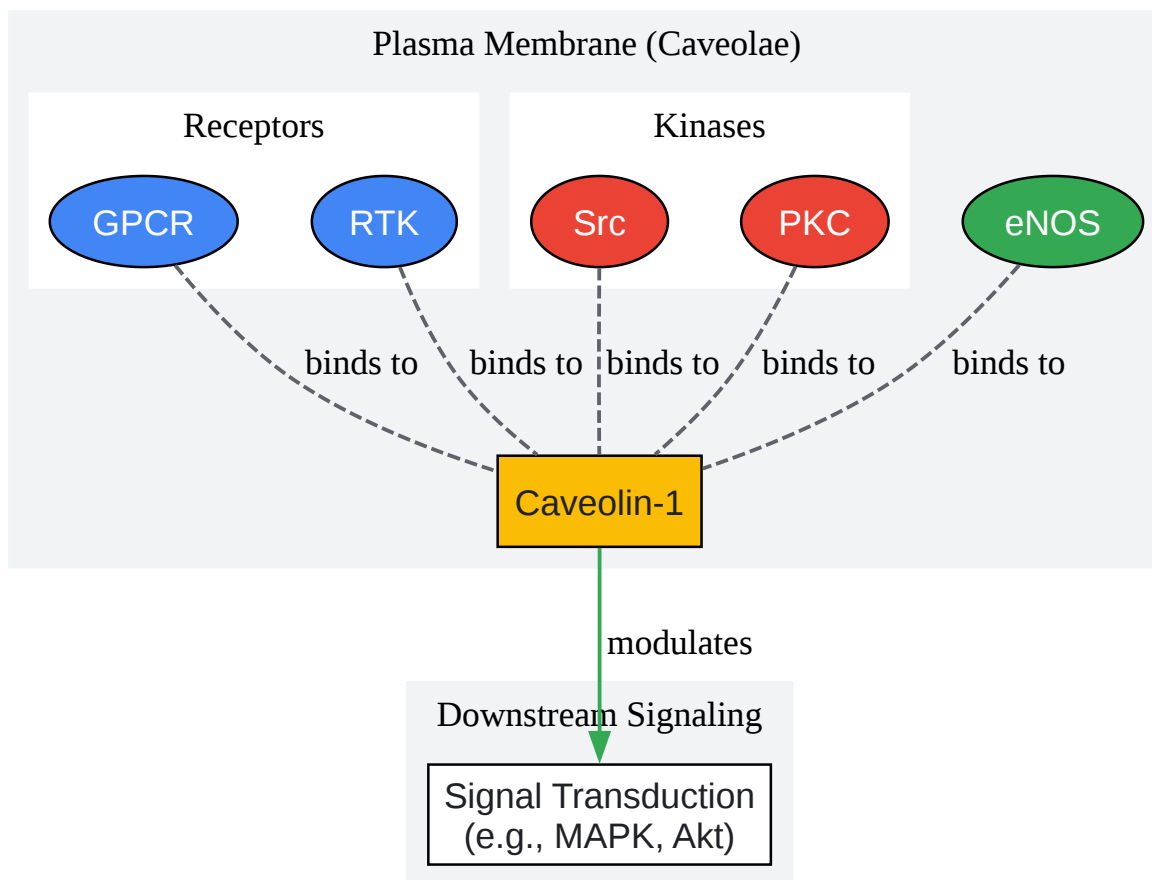 Plasma Membrane (Caveolae)
Receptors
Kinases
GPCR
RTK
Src
PKC
eNOS
binds to
binds to
binds to
binds to
binds to
Caveolin-1
modulates
Downstream Signaling
Signal Transduction
(e.g., MAPK, Akt)